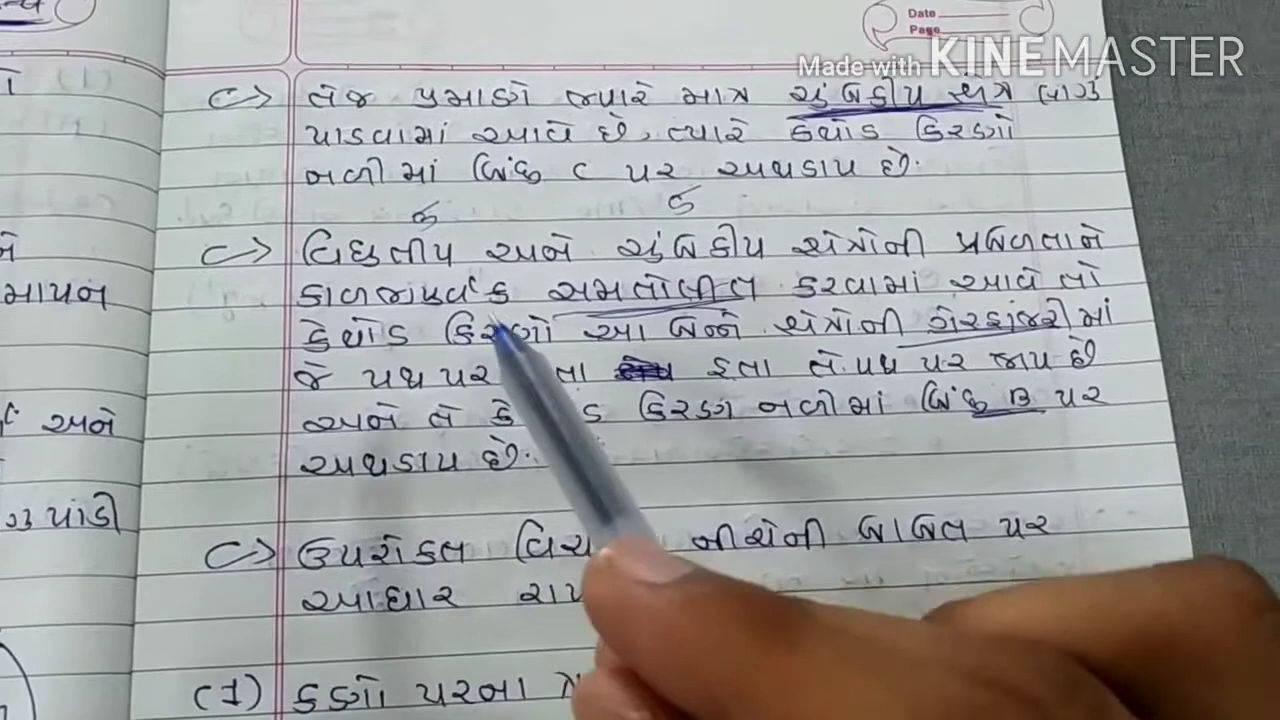 Date
Page
Made with KINEMASTER
તેજ પ્રમાણે જ્યારે માત્ર ચુંબકીય ક્ષેત્ર લાગુ
પાડવામાં આવે છે, ત્યારે કેથોડ કિરણો
નળીમાં બિંદુ C પર અથડાય છે.
વિદ્યુતીય અને ચુંબકીય ક્ષેત્રોની પ્રબળતાને
કાળજીપૂર્વક સમતોલીત કરવામાં આવે તો
કેથોડ કિરણો આ બન્ને ક્ષેત્રોની ગેરહાજરીમાં
જે પથ પર તા હતા તે પથ પર જાય છે
અને તે કે ડ કિરણ નળીમાં બિંદુ B પર
અથડાય છે.
ઉપરોક્ત વિચ નીચેની બાબત પર
આધાર રાખ
(1) કણો પરના
માપન
અને
પાડી